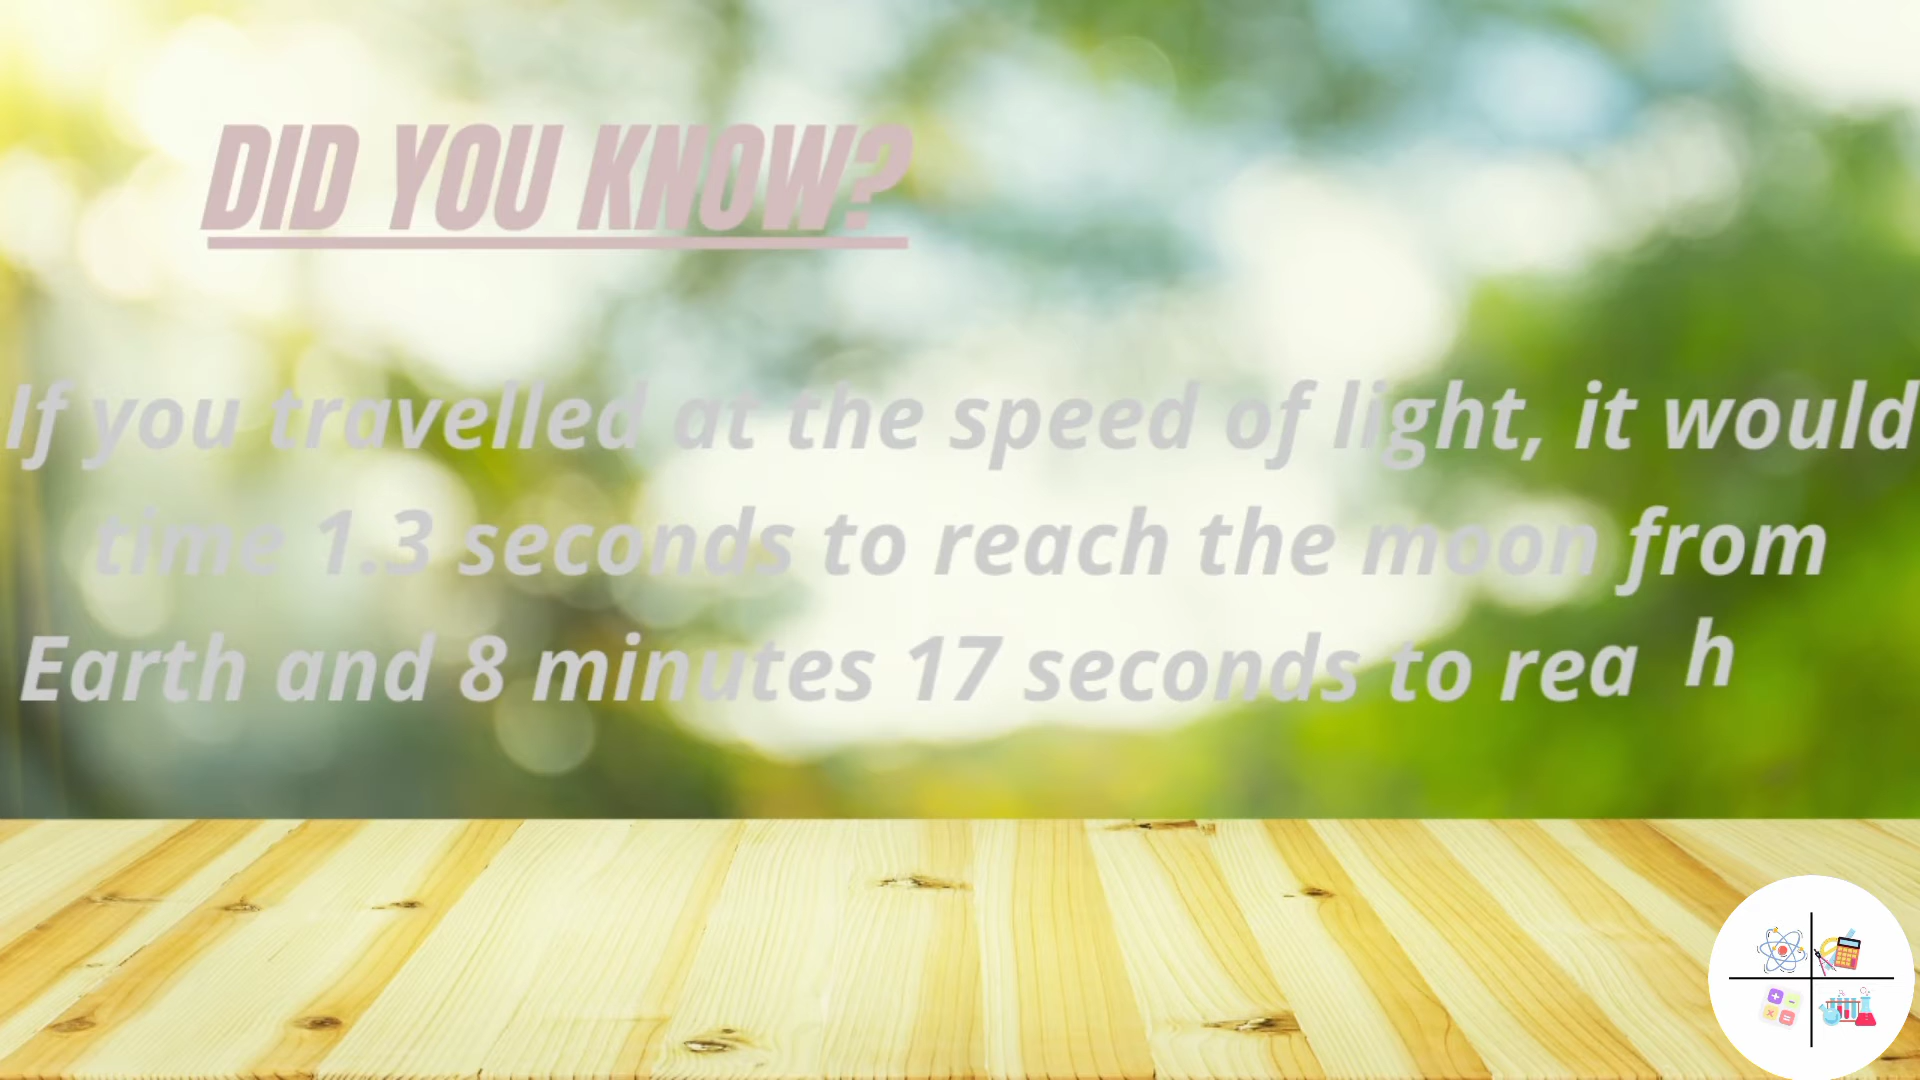 DID YOU KNOW?
If you travelled at the speed of light, it would
time 1.3 seconds to reach the moon from
Earth and 8 minutes 17 seconds to rea h